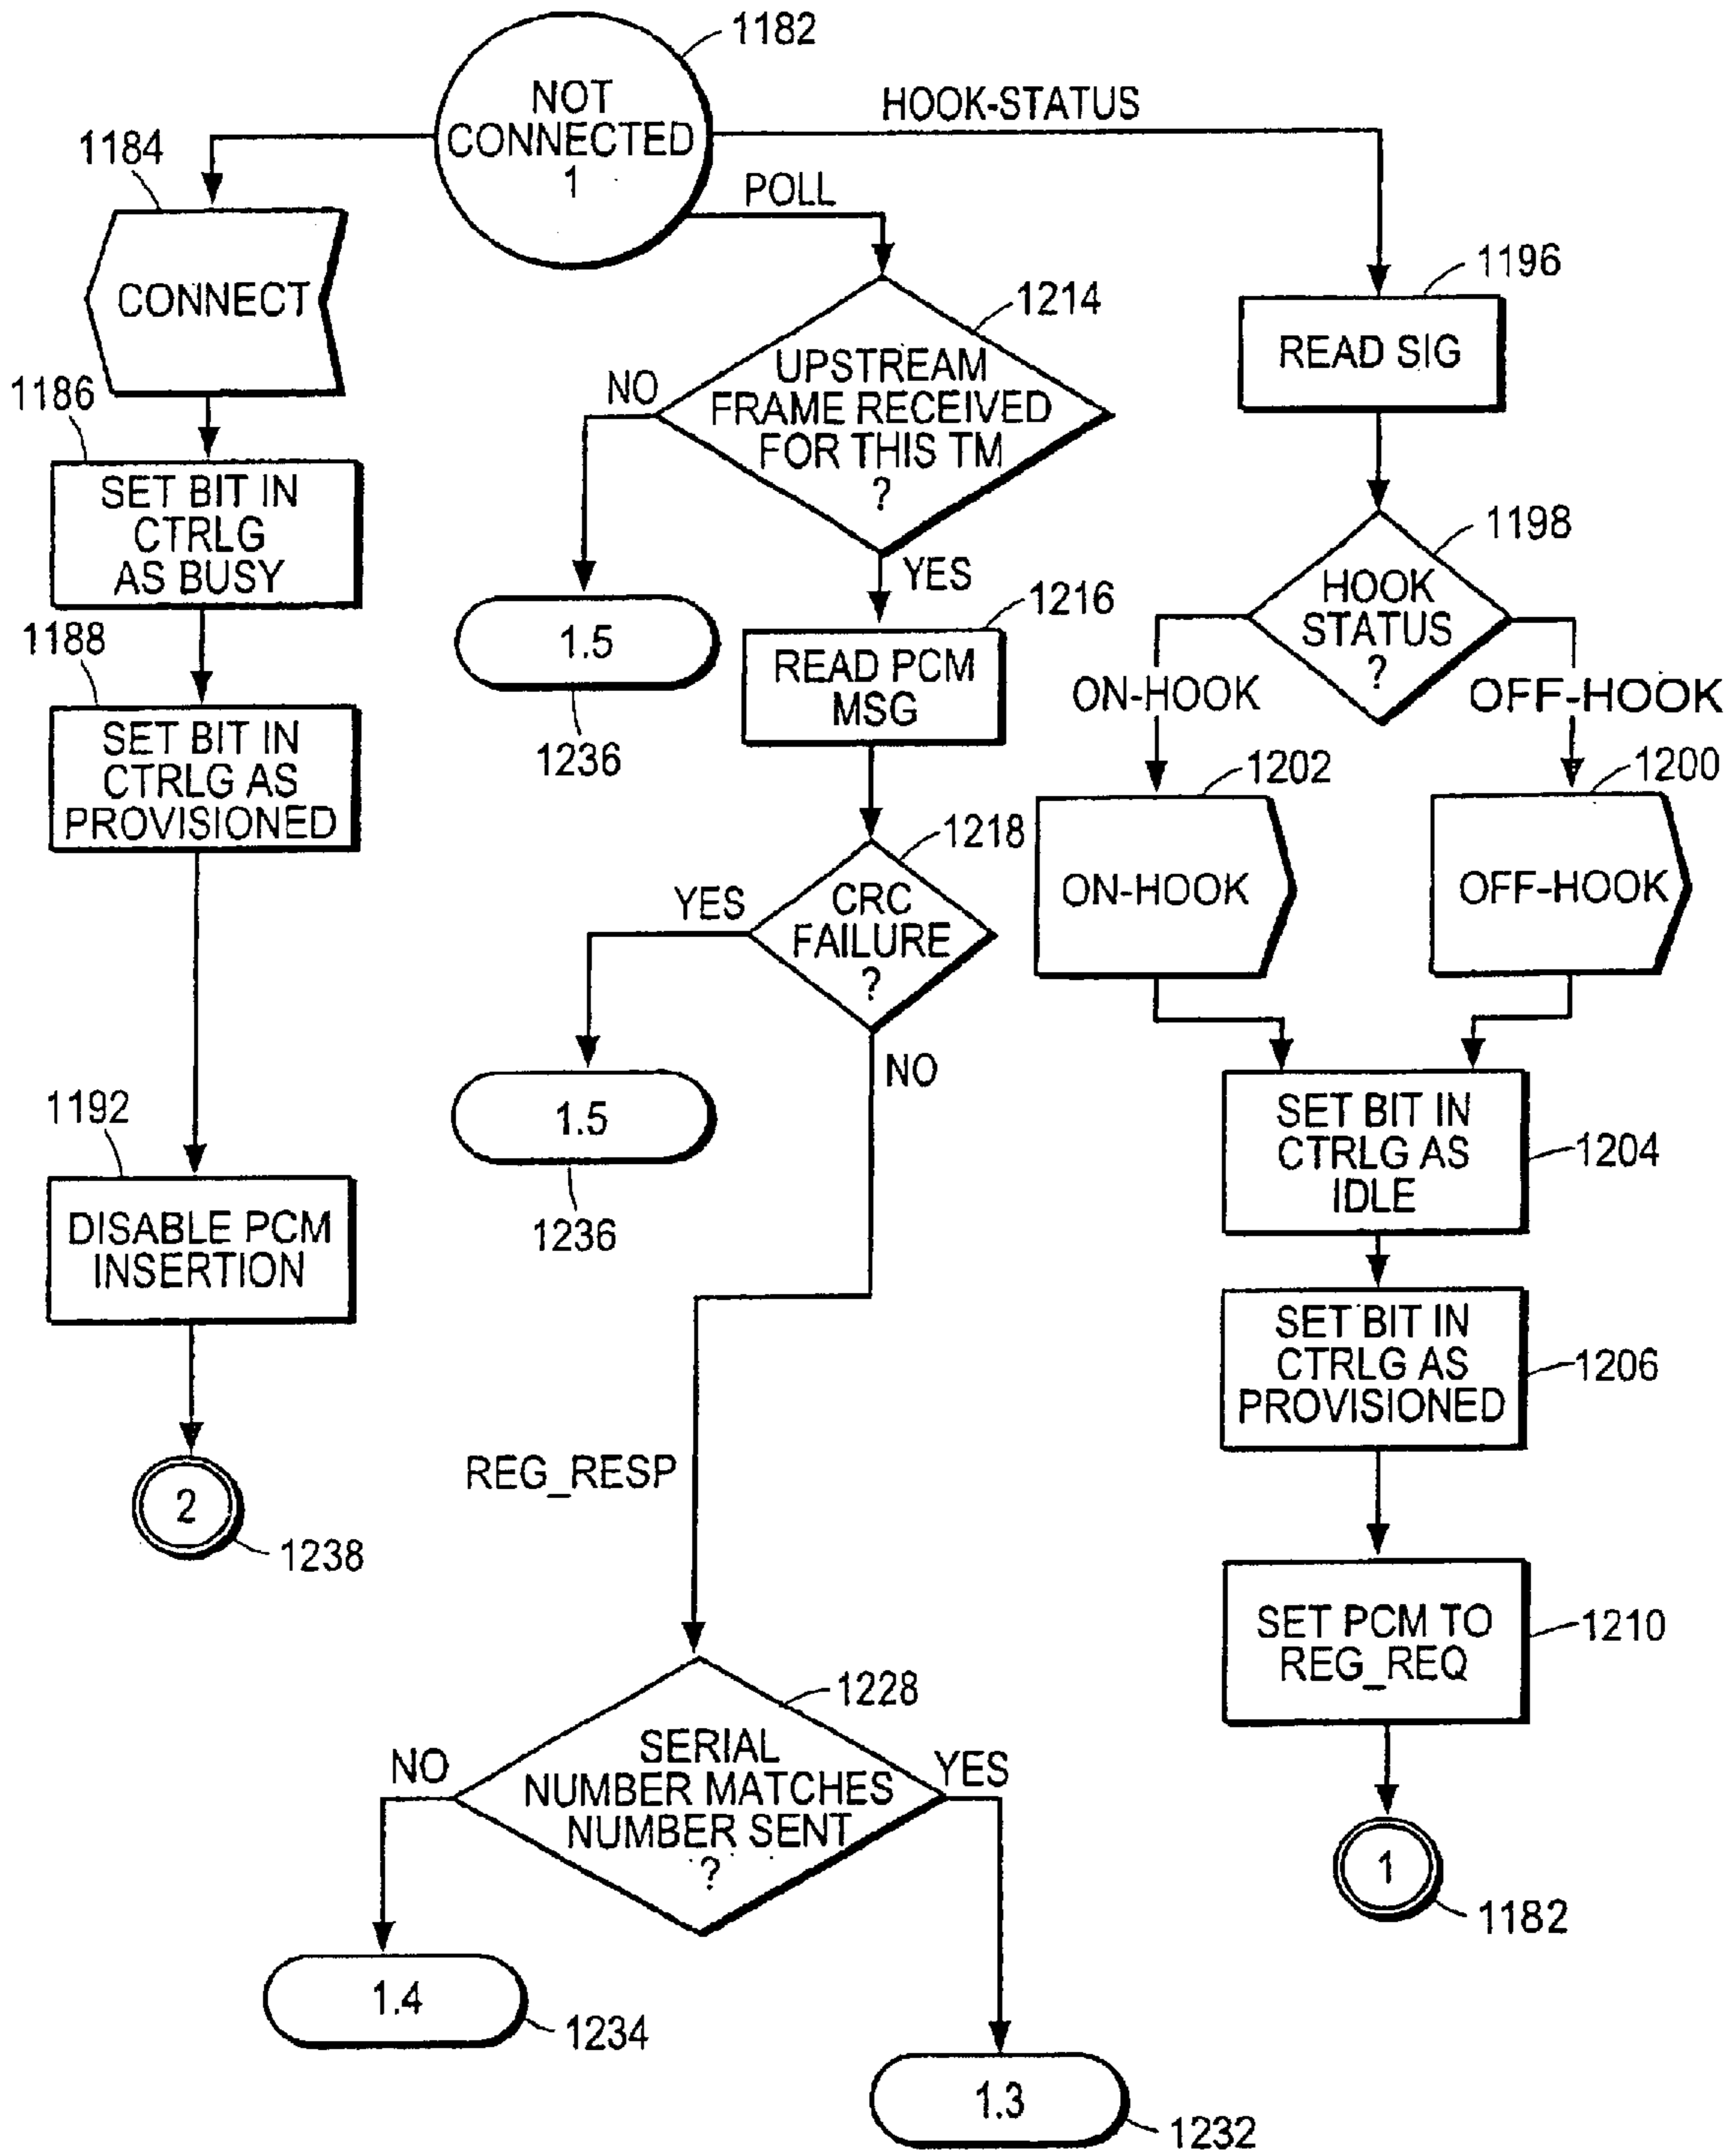 1182
NOT
CONNECTED
1
HOOK-STATUS
POLL
1184
CONNECT
1186
SET BIT IN
CTRLG
AS BUSY
1188
SET BIT IN
CTRLG AS
PROVISIONED
1192
DISABLE PCM
INSERTION
2
1238
1214
UPSTREAM
FRAME RECEIVED
FOR THIS TM
?
NO
YES
1.5
1236
1216
READ PCM
MSG
1218
CRC
FAILURE
?
YES
NO
1.5
1236
REG_RESP
1228
SERIAL
NUMBER MATCHES
NUMBER SENT
?
NO
YES
1.4
1234
1.3
1232
1196
READ SIG
1198
HOOK
STATUS
?
ON-HOOK
OFF-HOOK
1202
ON-HOOK
1200
OFF-HOOK
SET BIT IN
CTRLG AS
IDLE
1204
SET BIT IN
CTRLG AS
PROVISIONED
1206
SET PCM TO
REG_REQ
1210
1
1182